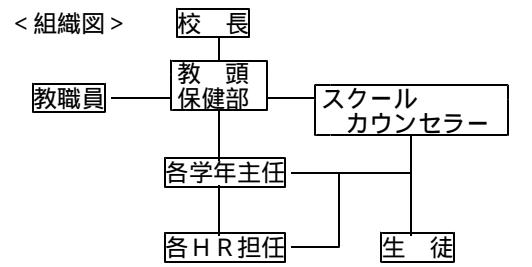 ＜組織図＞
校　長
教　頭
保健部
教職員
スクール
カウンセラー
各学年主任
各ＨＲ担任
生　徒